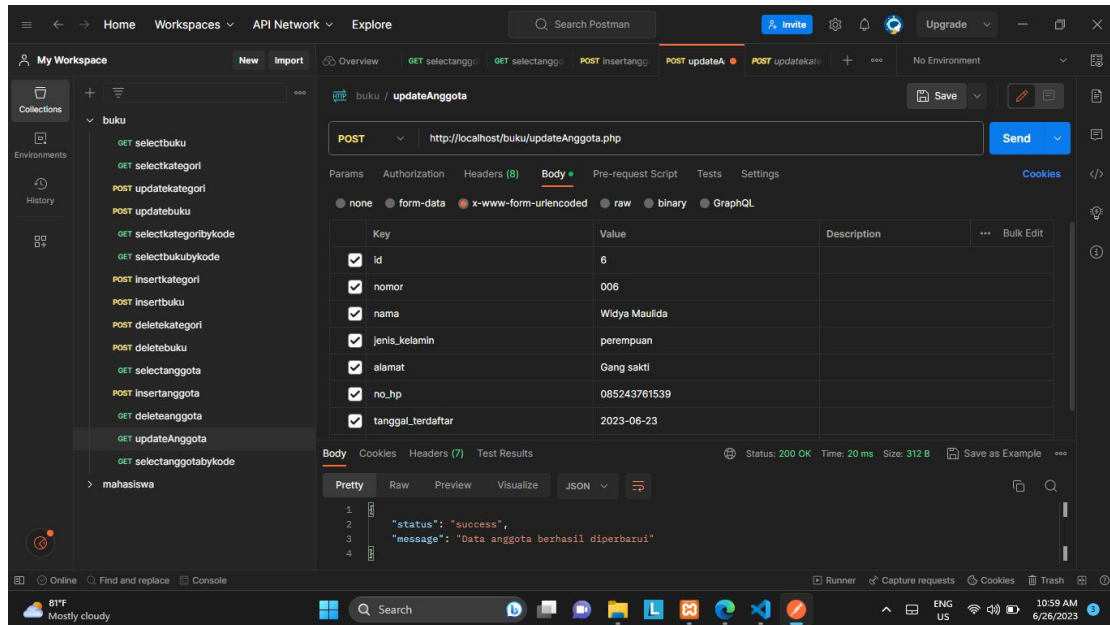 Home Workspaces API Network Explore Search Postman Invite Upgrade
My Workspace New Import Overview GET selectanggo GET selectanggo POST insertangg POST updateA POST updatekate No Environment
Collections
Environments
History
buku
GET selectbuku
GET selectkategori
POST updatekategori
POST updatebuku
GET selectkategoribykode
GET selectbukubykode
POST insertkategori
POST insertbuku
POST deletekategori
POST deletebuku
GET selectanggota
POST insertanggota
GET deleteanggota
GET updateAnggota
GET selectanggotabykode
mahasiswa
HTTP buku / updateAnggota Save
POST http://localhost/buku/updateAnggota.php Send
Params Authorization Headers (8) Body Pre-request Script Tests Settings Cookies
none form-data x-www-form-urlencoded raw binary GraphQL
Key Value Description Bulk Edit
id 6
nomor 006
nama Widya Maulida
jenis_kelamin perempuan
alamat Gang sakti
no_hp 085243761539
tanggal_terdaftar 2023-06-23
Body Cookies Headers (7) Test Results Status: 200 OK Time: 20 ms Size: 312 B Save as Example
Pretty Raw Preview Visualize JSON
1 {
2 "status": "success",
3 "message": "Data anggota berhasil diperbarui"
4 }
Online Find and replace Console Runner Capture requests Cookies Trash
81°F
Mostly cloudy
Search
ENG
US
10:59 AM
6/26/2023
3